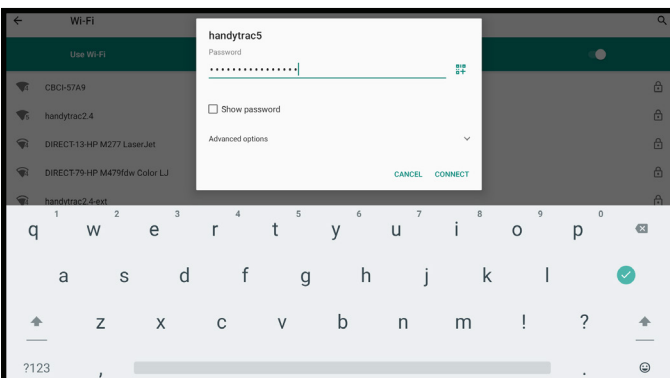 Wi-Fi
Use Wi-Fi
handytrac5
Password
••••••••••••••••
Show password
Advanced options
CANCEL CONNECT
CBCI-57A9
handytrac2.4
DIRECT-13-HP M277 LaserJet
DIRECT-79-HP M479fdw Color LJ
handytrac2.4-ext
1 2 3 4 5 6 7 8 9 0
q w e r t y u i o p
a s d f g h j k l
z x c v b n m ! ?
?123 , .